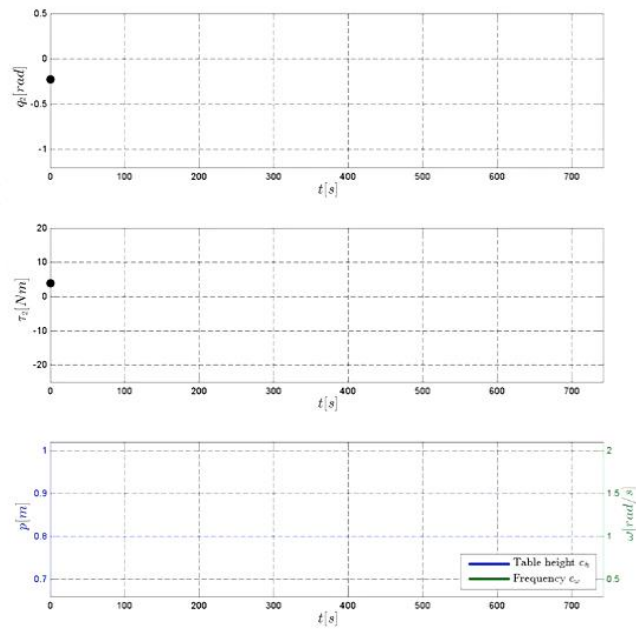 0.5
0
-0.5
-1
q₂[rad]
0 100 200 300 400 500 600 700
t[s]
20
10
0
-10
-20
τ₂[Nm]
0 100 200 300 400 500 600 700
t[s]
1
0.9
0.8
0.7
p[m]
2
1.5
1
0.5
ω[rad/s]
Table height cₕ
Frequency c_ω
0 100 200 300 400 500 600 700
t[s]